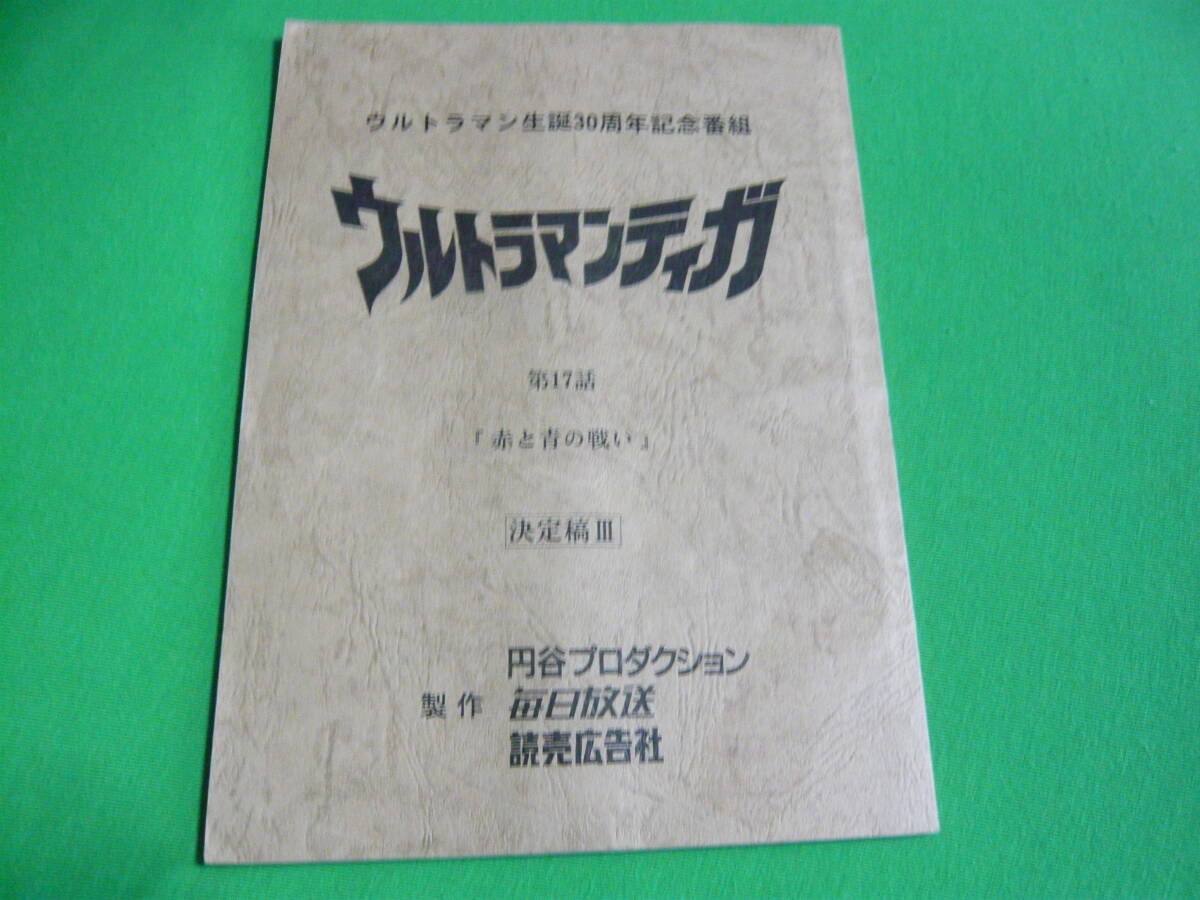 ウルトラマン生誕30周年記念番組
ウルトラマンティガ
第17話
『赤と青の戦い』
決定稿Ⅲ
円谷プロダクション
製作 毎日放送
読売広告社